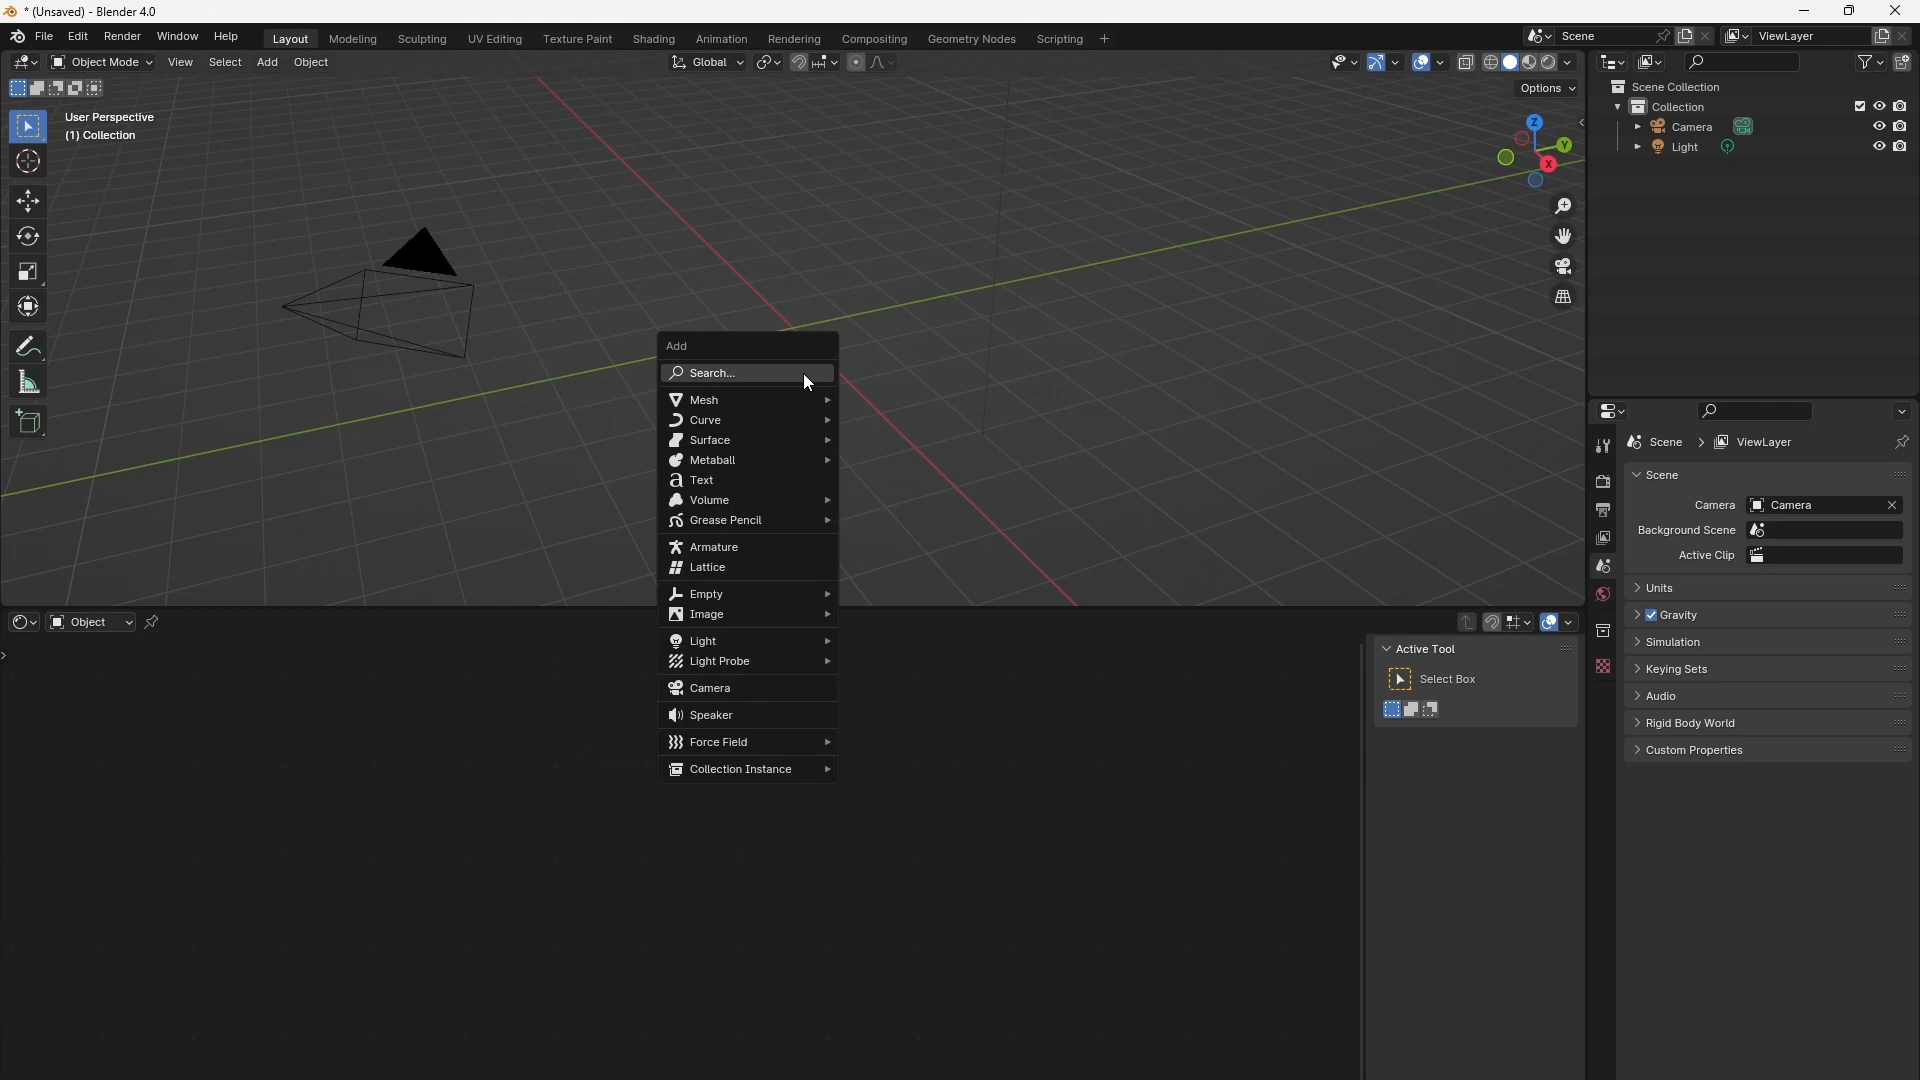 * (Unsaved) - Blender 4.0
File Edit Render Window Help Layout Modeling Sculpting UV Editing Texture Paint Shading Animation Rendering Compositing Geometry Nodes Scripting + Scene ViewLayer
Object Mode View Select Add Object Global
Options
User Perspective
(1) Collection
Z
Y
X
Scene Collection
Collection
Camera
Light
Add
Search...
Mesh
Curve
Surface
Metaball
Text
Volume
Grease Pencil
Armature
Lattice
Empty
Image
Light
Light Probe
Camera
Speaker
Force Field
Collection Instance
Object
Active Tool
Select Box
Scene > ViewLayer
Scene
Camera Camera
Background Scene
Active Clip
Units
Gravity
Simulation
Keying Sets
Audio
Rigid Body World
Custom Properties